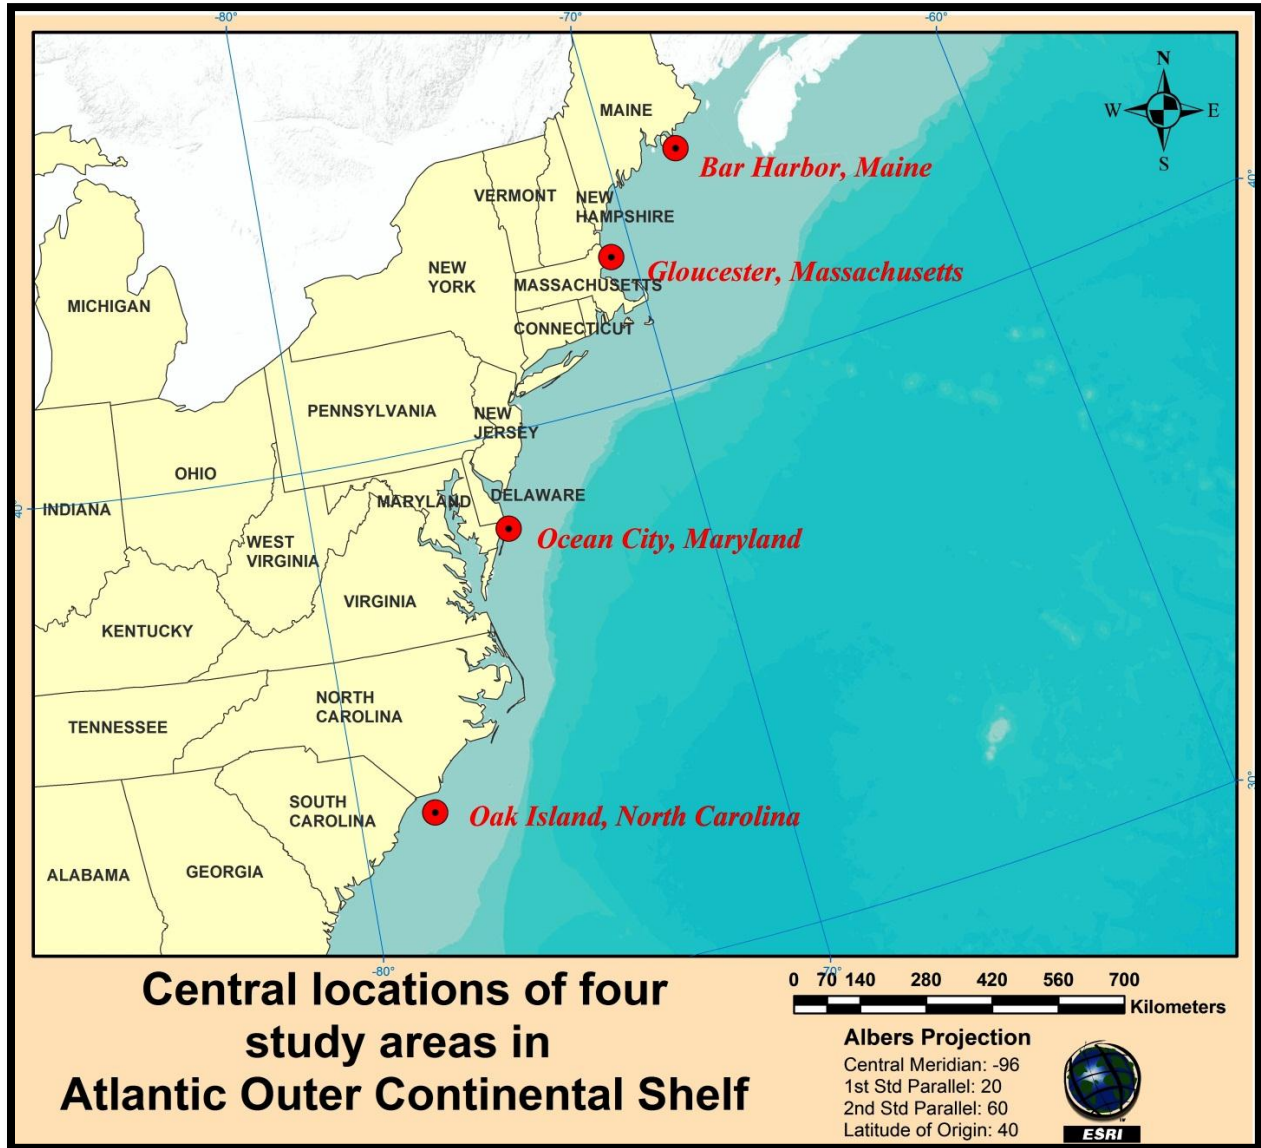 -80°
-70°
-60°
N
W E
S
MAINE
Bar Harbor, Maine
40°
VERMONT
NEW
HAMPSHIRE
NEW
YORK
Gloucester, Massachusetts
MASSACHUSETTS
MICHIGAN
CONNECTICUT
PENNSYLVANIA
NEW
JERSEY
OHIO
40°
INDIANA
MARYLAND
DELAWARE
Ocean City, Maryland
WEST
VIRGINIA
VIRGINIA
KENTUCKY
NORTH
CAROLINA
TENNESSEE
30°
SOUTH
CAROLINA
Oak Island, North Carolina
ALABAMA
GEORGIA
-80°
-70°
Central locations of four
study areas in
Atlantic Outer Continental Shelf
0 70 140 280 420 560 700
Kilometers
Albers Projection
Central Meridian: -96
1st Std Parallel: 20
2nd Std Parallel: 60
Latitude of Origin: 40
ESRI